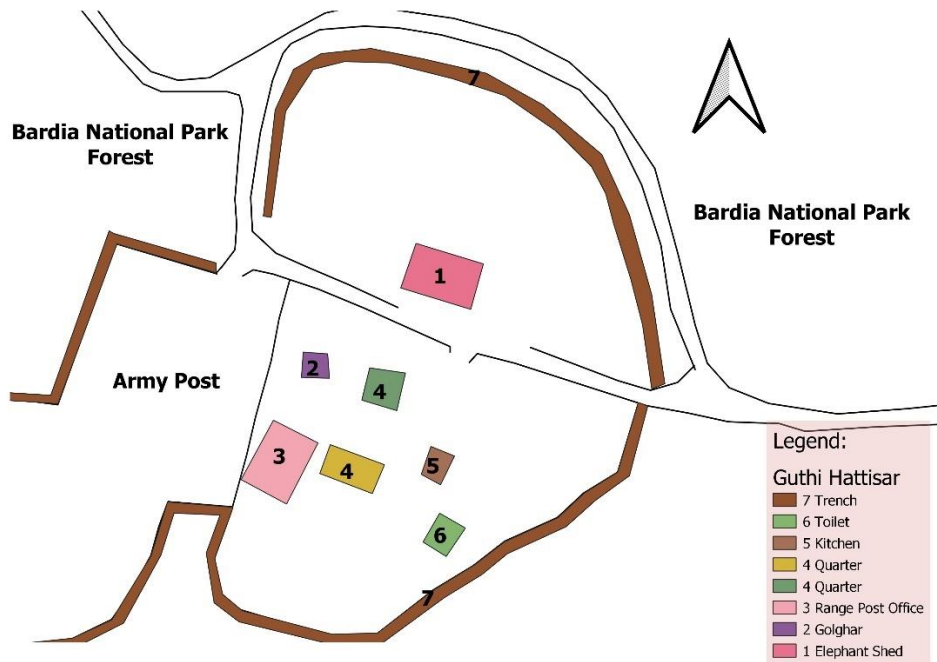 7
Bardia National Park
Forest
Bardia National Park
Forest
1
2
4
Army Post
3
4
5
6
7
Legend:
Guthi Hattisar
7 Trench
6 Toilet
5 Kitchen
4 Quarter
4 Quarter
3 Range Post Office
2 Golghar
1 Elephant Shed